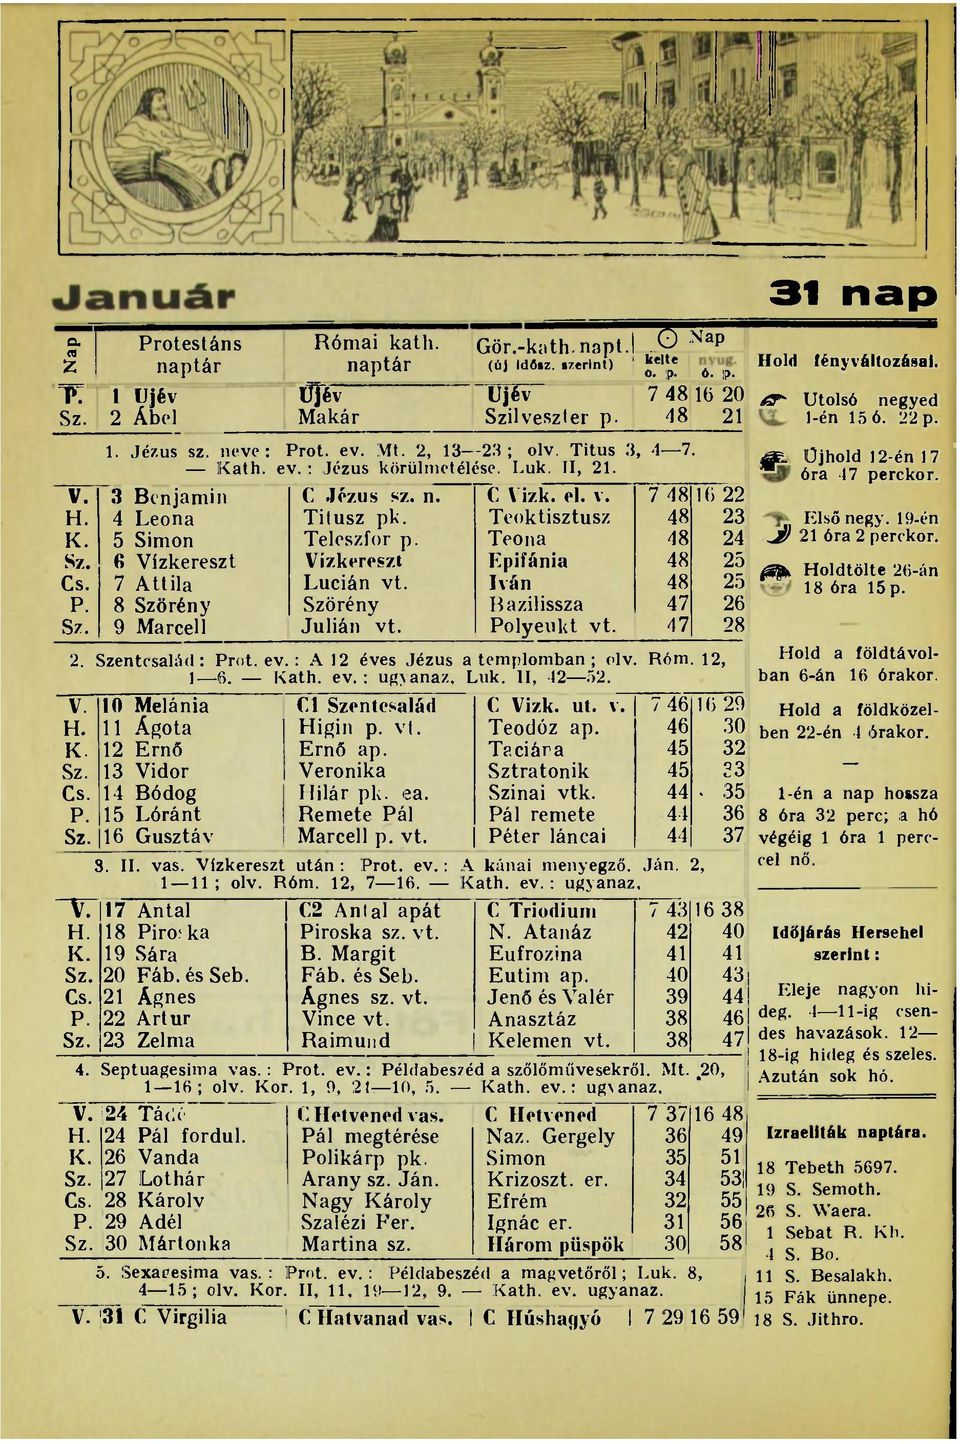 Január 31 nap
Nap Protestáns naptár Római kath. naptár Gör.-kath. napt. (új idősz. szerint) Nap kelte o. p. nyug. ó. p.
P. 1 Ujév Ujév Ujév 7 48 16 20
Sz. 2 Ábel Makár Szilveszter p. 48 21
1. Jézus sz. neve: Prot. ev. Mt. 2, 13--23; olv. Titus 3, 4—7.
— Kath. ev.: Jézus körülmetélése. Luk. II, 21.
V. 3 Benjamin C Jézus sz. n. C Vizk. el. v. 7 48 16 22
H. 4 Leona Titusz pk. Teoktisztusz 48 23
K. 5 Simon Teleszfor p. Teona 48 24
Sz. 6 Vízkereszt Vízkereszt Epifánia 48 25
Cs. 7 Attila Lucián vt. Iván 48 25
P. 8 Szörény Szörény Bazilissza 47 26
Sz. 9 Marcell Julián vt. Polyeukt vt. 47 28
2. Szentcsalád: Prot. ev.: A 12 éves Jézus a templomban; olv. Róm. 12,
1—6. — Kath. ev.: ugyanaz, Luk. II, 42—52.
V. 10 Melánia C1 Szentcsalád C Vizk. ut. v. 7 46 16 29
H. 11 Ágota Higin p. vt. Teodóz ap. 46 30
K. 12 Ernő Ernő ap. Taciána 45 32
Sz. 13 Vidor Veronika Sztratonik 45 33
Cs. 14 Bódog Hilár pk. ea. Szinai vtk. 44 35
P. 15 Lóránt Remete Pál Pál remete 44 36
Sz. 16 Gusztáv Marcell p. vt. Péter láncai 44 37
3. II. vas. Vízkereszt után: Prot. ev.: A kánai menyegző. Ján. 2,
1—11; olv. Róm. 12, 7—16. — Kath. ev.: ugyanaz,
V. 17 Antal C2 Antal apát C Triodium 7 43 16 38
H. 18 Piroska Piroska sz. vt. N. Atanáz 42 40
K. 19 Sára B. Margit Eufrozina 41 41
Sz. 20 Fáb. és Seb. Fáb. és Seb. Eutim ap. 40 43
Cs. 21 Ágnes Ágnes sz. vt. Jenő és Valér 39 44
P. 22 Artur Vince vt. Anasztáz 38 46
Sz. 23 Zelma Raimund Kelemen vt. 38 47
4. Septuagesima vas.: Prot. ev.: Példabeszéd a szőlőművesekről. Mt. 20,
1—16; olv. Kor. 1, 9, 24—10, 5. — Kath. ev.: ugyanaz,
V. 24 Tádé C Hetvened vas. C Hetvened 7 37 16 48
H. 24 Pál fordul. Pál megtérése Naz. Gergely 36 49
K. 26 Vanda Polikárp pk. Simon 35 51
Sz. 27 Lothár Arany sz. Ján. Krizoszt. er. 34 53
Cs. 28 Károly Nagy Károly Efrém 32 55
P. 29 Adél Szalézi Fer. Ignác er. 31 56
Sz. 30 Mártonka Martina sz. Három püspök 30 58
5. Sexagesima vas.: Prot. ev.: Példabeszéd a magvetőről; Luk. 8,
4—15; olv. Kor. II, 11, 19—12, 9. — Kath. ev. ugyanaz.
V. 31 C Virgilia C Hatvanad vas. C Húshagyó 7 29 16 59
Hold fényváltozásai.
Utolsó negyed
1-én 15 ó. 22 p.
Ujhold 12-én 17
óra 47 perckor.
Első negy. 19-én
21 óra 2 perckor.
Holdtölte 26-án
18 óra 15 p.
Hold a földtávol-
ban 6-án 16 órakor.
Hold a földközel-
ben 22-én 4 órakor.
—
1-én a nap hossza
8 óra 32 perc; a hó
végéig 1 óra 1 perc-
cel nő.
Időjárás Hersehel
szerint:
Eleje nagyon hi-
deg. 4—11-ig csen-
des havazások. 12—
18-ig hideg és szeles.
Azután sok hó.
Izraeliták naptára.
18 Tebeth 5697.
19 S. Semoth.
26 S. Waera.
1 Sebat R. Kh.
4 S. Bo.
11 S. Besalakh.
15 Fák ünnepe.
18 S. Jithro.